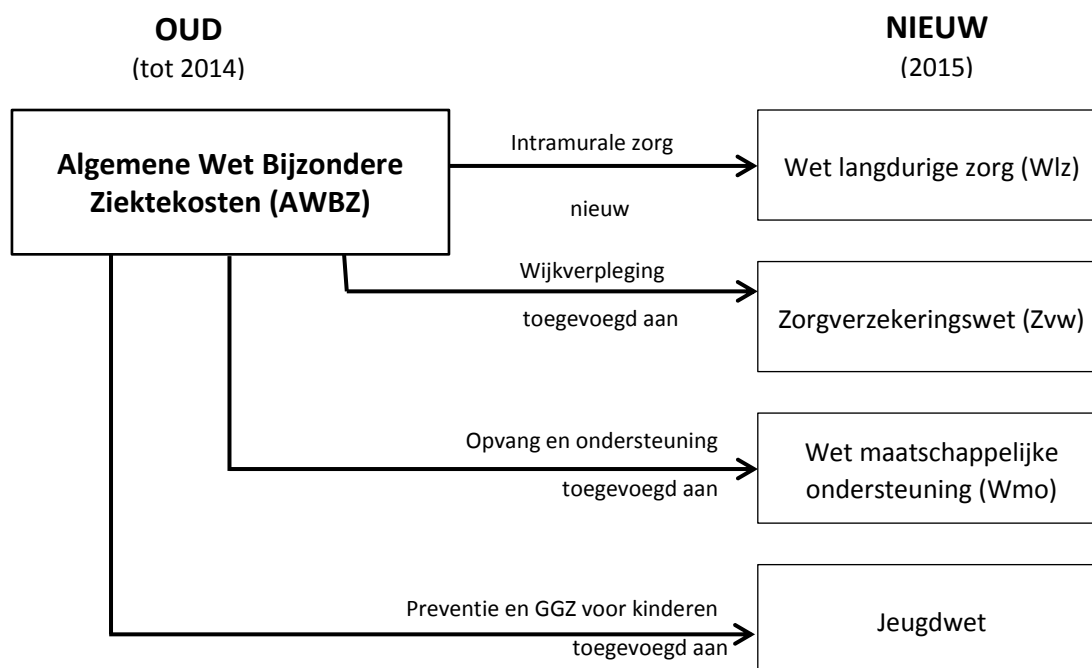 OUD
(tot 2014)
NIEUW
(2015)
Algemene Wet Bijzondere
Ziektekosten (AWBZ)
Intramurale zorg
nieuw
Wet langdurige zorg (Wlz)
Wijkverpleging
toegevoegd aan
Zorgverzekeringswet (Zvw)
Opvang en ondersteuning
toegevoegd aan
Wet maatschappelijke
ondersteuning (Wmo)
Preventie en GGZ voor kinderen
toegevoegd aan
Jeugdwet